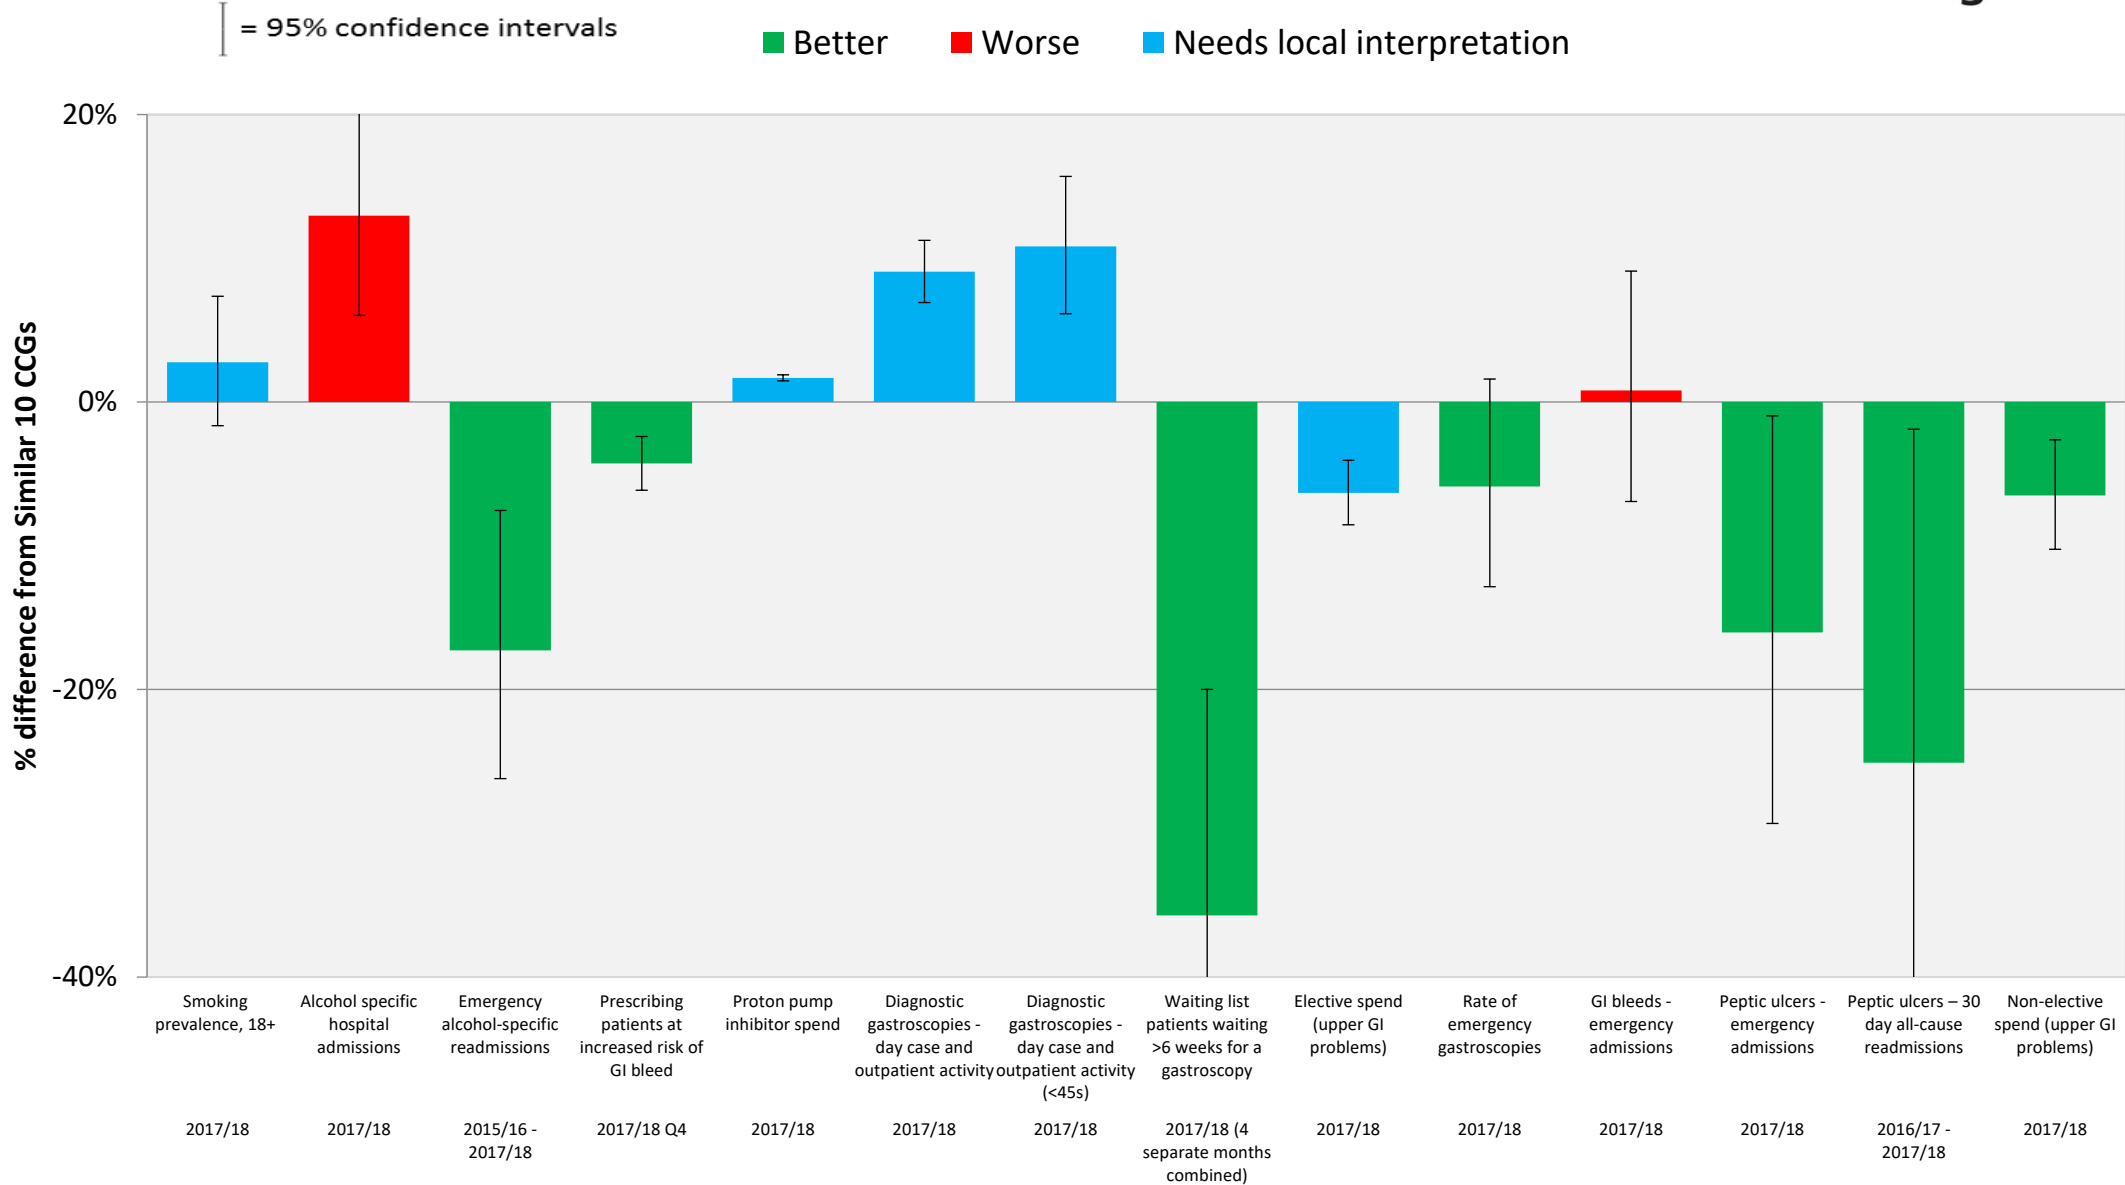 = 95% confidence intervals
Better
Worse
Needs local interpretation
20%
0%
-20%
-40%
% difference from Similar 10 CCGs
Smoking
prevalence, 18+
2017/18
Alcohol specific
hospital
admissions
2017/18
Emergency
alcohol-specific
readmissions
2015/16 -
2017/18
Prescribing
patients at
increased risk of
GI bleed
2017/18 Q4
Proton pump
inhibitor spend
2017/18
Diagnostic
gastroscopies -
day case and
outpatient activity
2017/18
Diagnostic
gastroscopies -
day case and
outpatient activity
(<45s)
2017/18
Waiting list
patients waiting
>6 weeks for a
gastroscopy
2017/18 (4
separate months
combined)
Elective spend
(upper GI
problems)
2017/18
Rate of
emergency
gastroscopies
2017/18
GI bleeds -
emergency
admissions
2017/18
Peptic ulcers -
emergency
admissions
2017/18
Peptic ulcers – 30
day all-cause
readmissions
2016/17 -
2017/18
Non-elective
spend (upper GI
problems)
2017/18